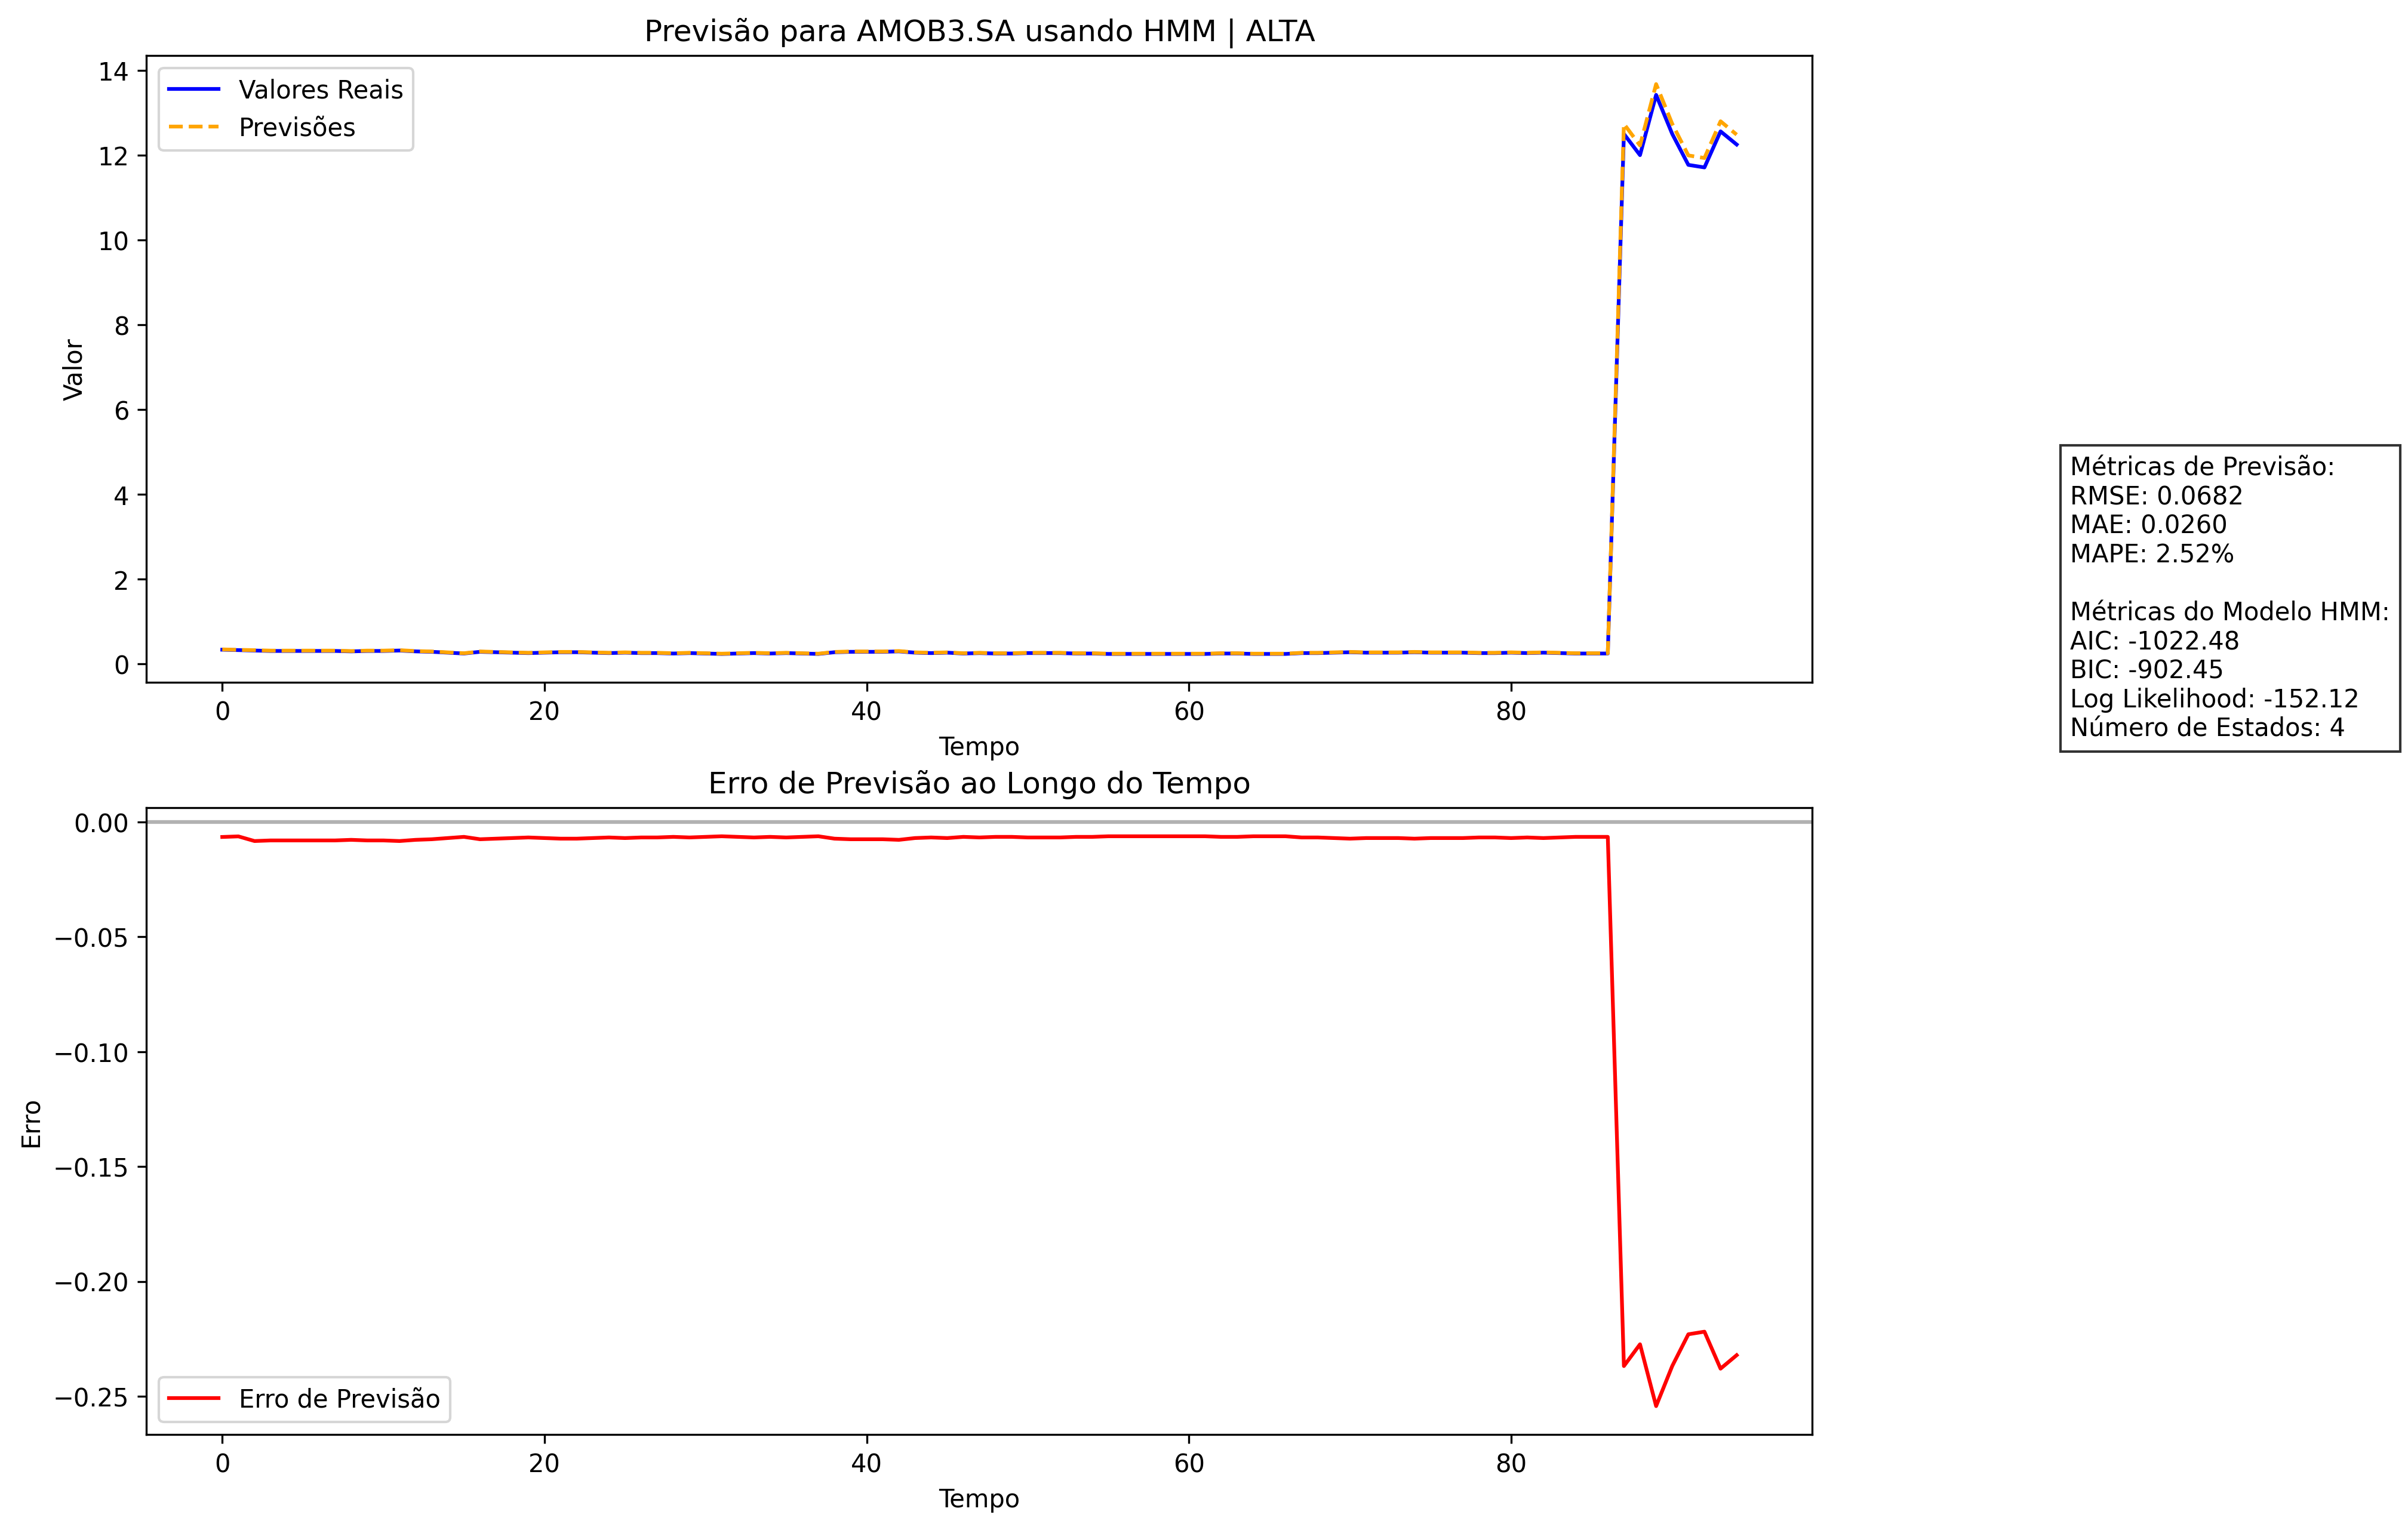 Previsão para AMOB3.SA usando HMM | ALTA
Valores Reais
Previsões
14
12
10
8
6
4
2
0
Valor
0 20 40 60 80
Tempo
Métricas de Previsão:
RMSE: 0.0682
MAE: 0.0260
MAPE: 2.52%
Métricas do Modelo HMM:
AIC: -1022.48
BIC: -902.45
Log Likelihood: -152.12
Número de Estados: 4
Erro de Previsão ao Longo do Tempo
0.00
−0.05
−0.10
−0.15
−0.20
−0.25
Erro
Erro de Previsão
0 20 40 60 80
Tempo